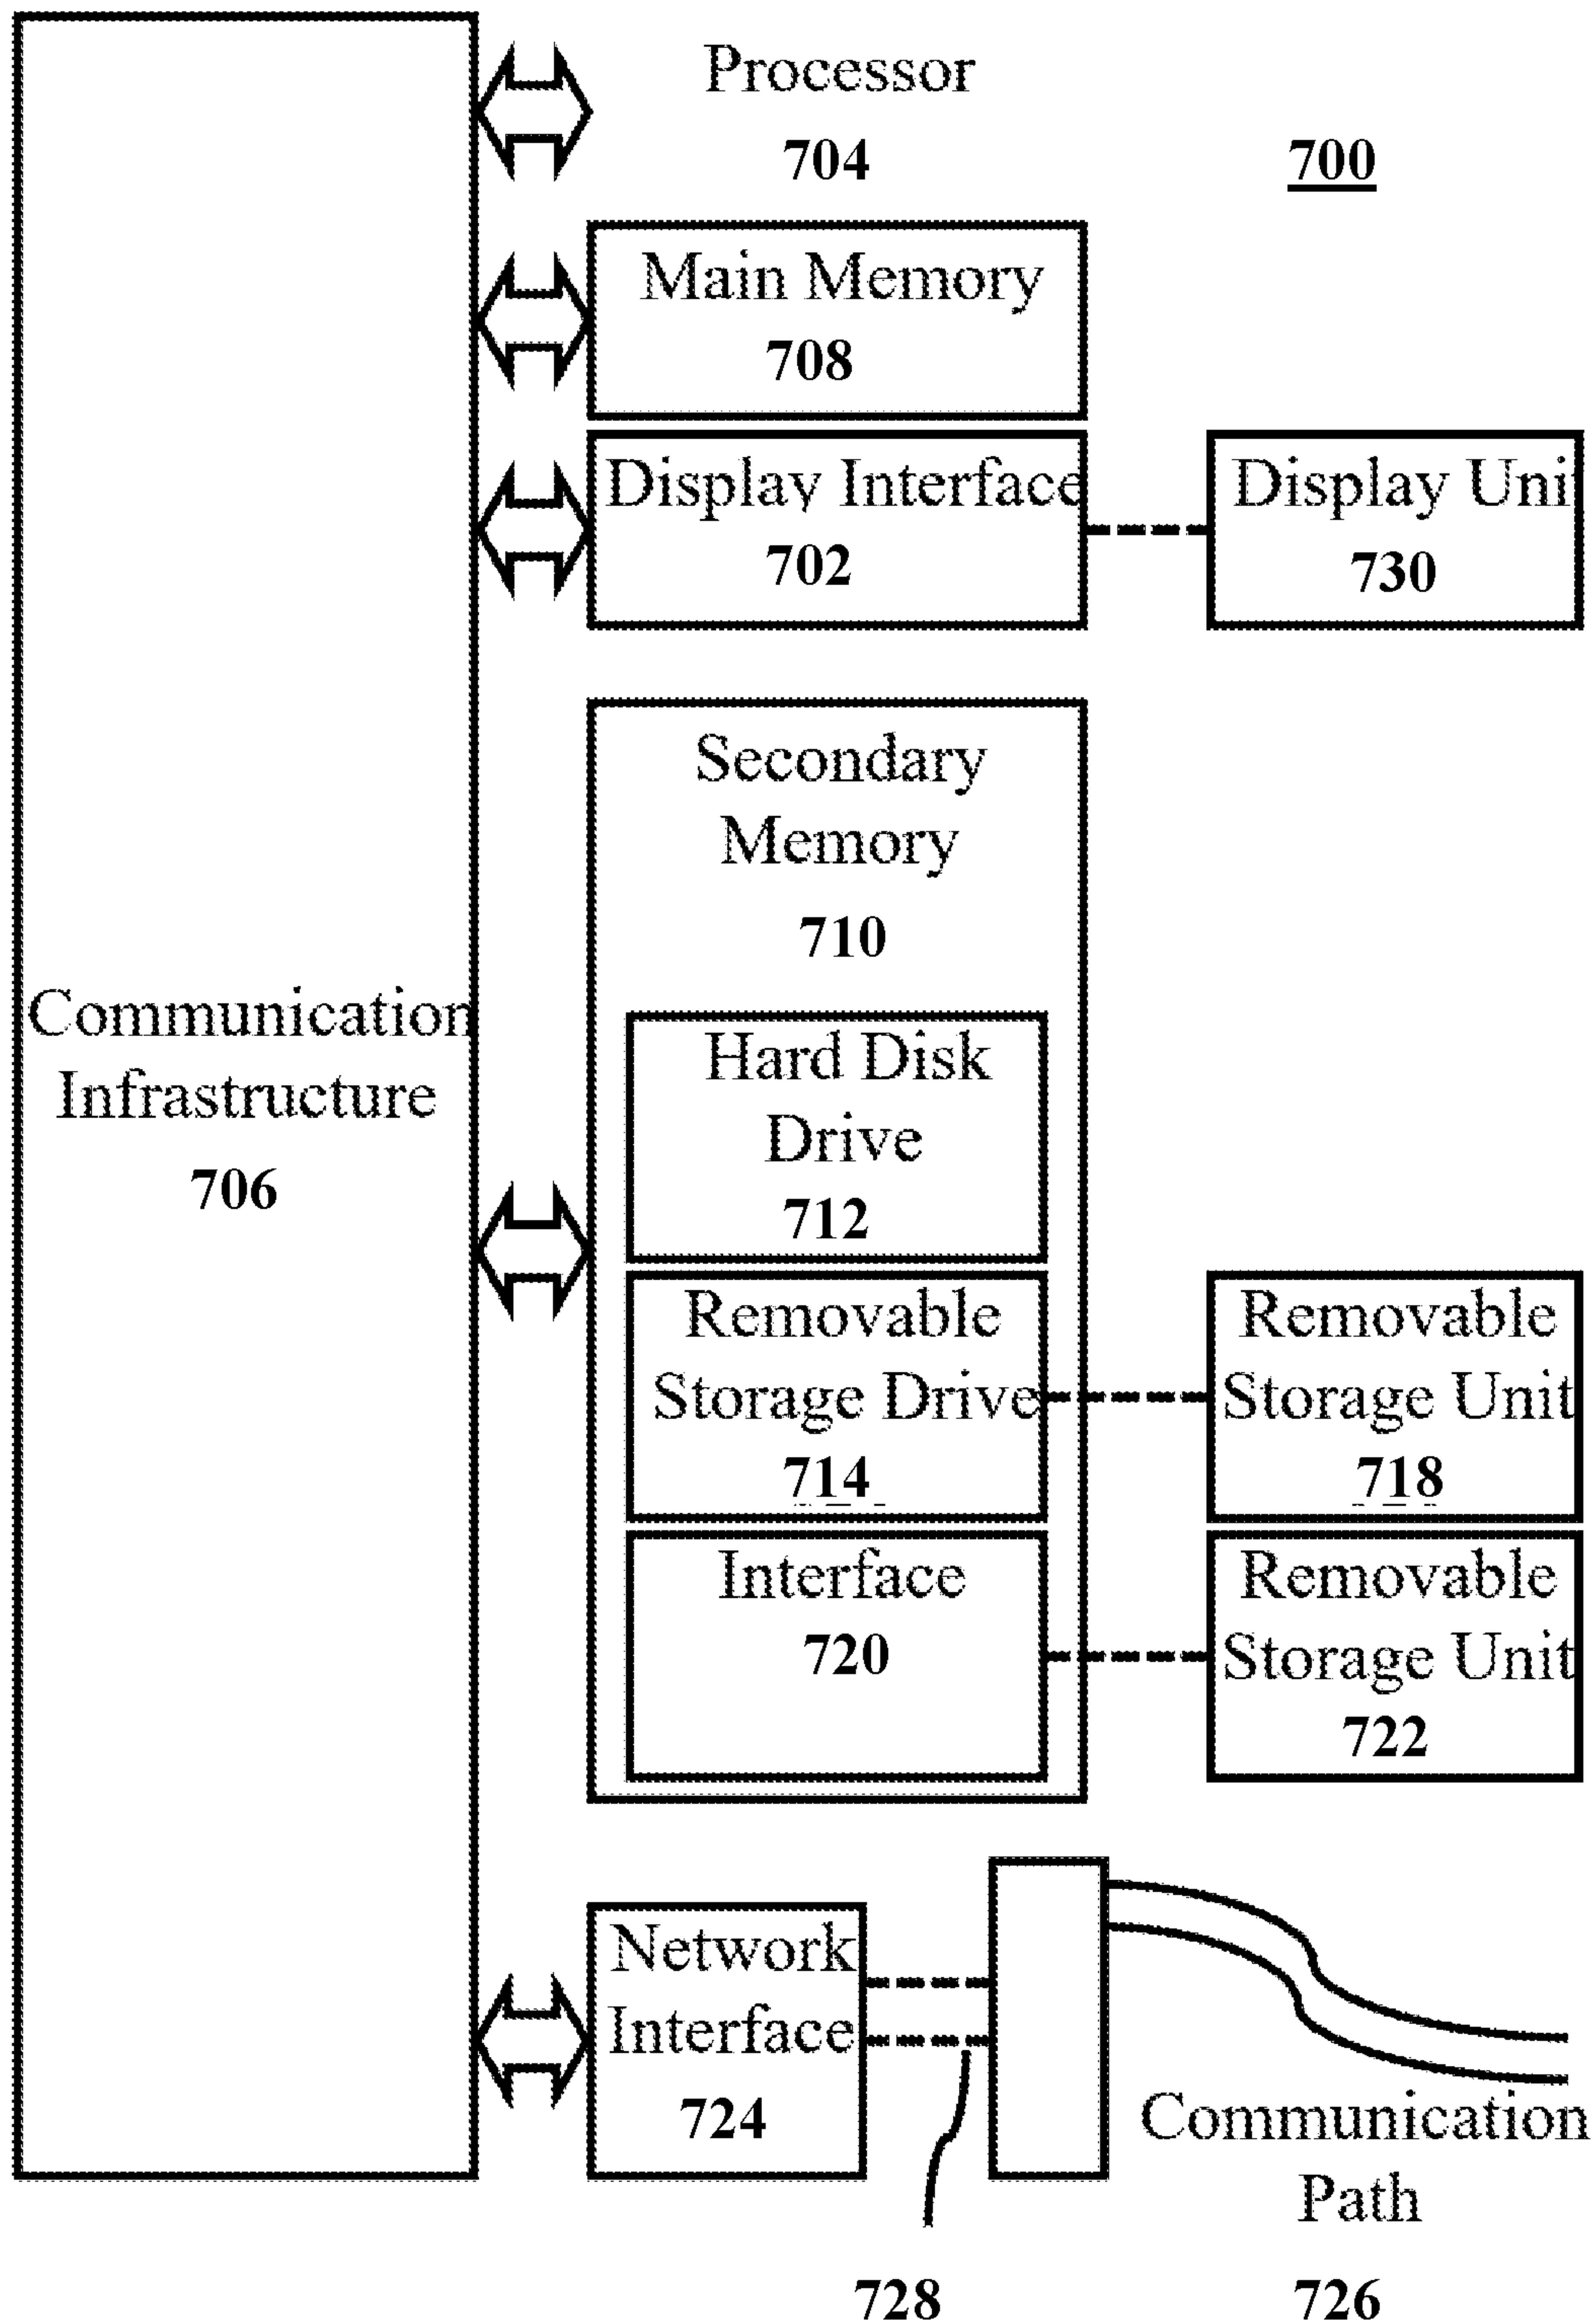 Processor
704
700
Main Memory
708
Display Interface
702
Display Unit
730
Secondary
Memory
710
Communication
Infrastructure
706
Hard Disk
Drive
712
Removable
Storage Drive
714
Removable
Storage Unit
718
Interface
720
Removable
Storage Unit
722
Network
Interface
724
Communication
Path
728
726